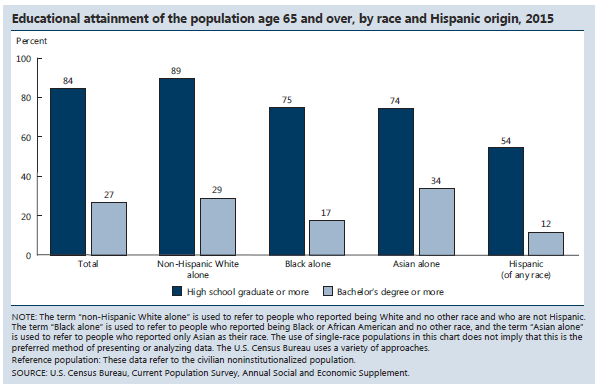 Educational attainment of the population age 65 and over, by race and Hispanic origin, 2015
Percent
100
80
60
40
20
0
84
27
89
29
75
17
74
34
54
12
Total
Non-Hispanic White
alone
Black alone
Asian alone
Hispanic
(of any race)
High school graduate or more
Bachelor's degree or more
NOTE: The term "non-Hispanic White alone" is used to refer to people who reported being White and no other race and who are not Hispanic.
The term "Black alone" is used to refer to people who reported being Black or African American and no other race, and the term "Asian alone"
is used to refer to people who reported only Asian as their race. The use of single-race populations in this chart does not imply that this is the
preferred method of presenting or analyzing data. The U.S. Census Bureau uses a variety of approaches.
Reference population: These data refer to the civilian noninstitutionalized population.
SOURCE: U.S. Census Bureau, Current Population Survey, Annual Social and Economic Supplement.